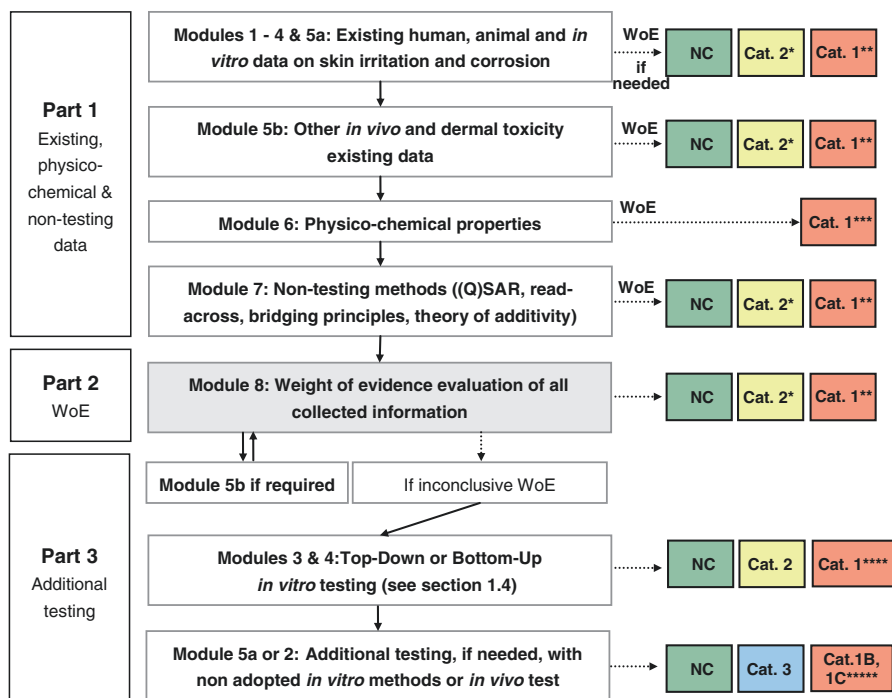 Part 1
Existing,
physico-
chemical &
non-testing
data
Modules 1 - 4 & 5a: Existing human, animal and in
vitro data on skin irritation and corrosion
WoE
if
needed
NC
Cat. 2*
Cat. 1**
Module 5b: Other in vivo and dermal toxicity
existing data
WoE
NC
Cat. 2*
Cat. 1**
Module 6: Physico-chemical properties
WoE
Cat. 1***
Module 7: Non-testing methods ((Q)SAR, read-
across, bridging principles, theory of additivity)
WoE
NC
Cat. 2*
Cat. 1**
Part 2
WoE
Module 8: Weight of evidence evaluation of all
collected information
NC
Cat. 2*
Cat. 1**
Part 3
Additional
testing
Module 5b if required
If inconclusive WoE
Modules 3 & 4:Top-Down or Bottom-Up
in vitro testing (see section 1.4)
NC
Cat. 2
Cat. 1****
Module 5a or 2: Additional testing, if needed, with
non adopted in vitro methods or in vivo test
NC
Cat. 3
Cat.1B,
1C*****